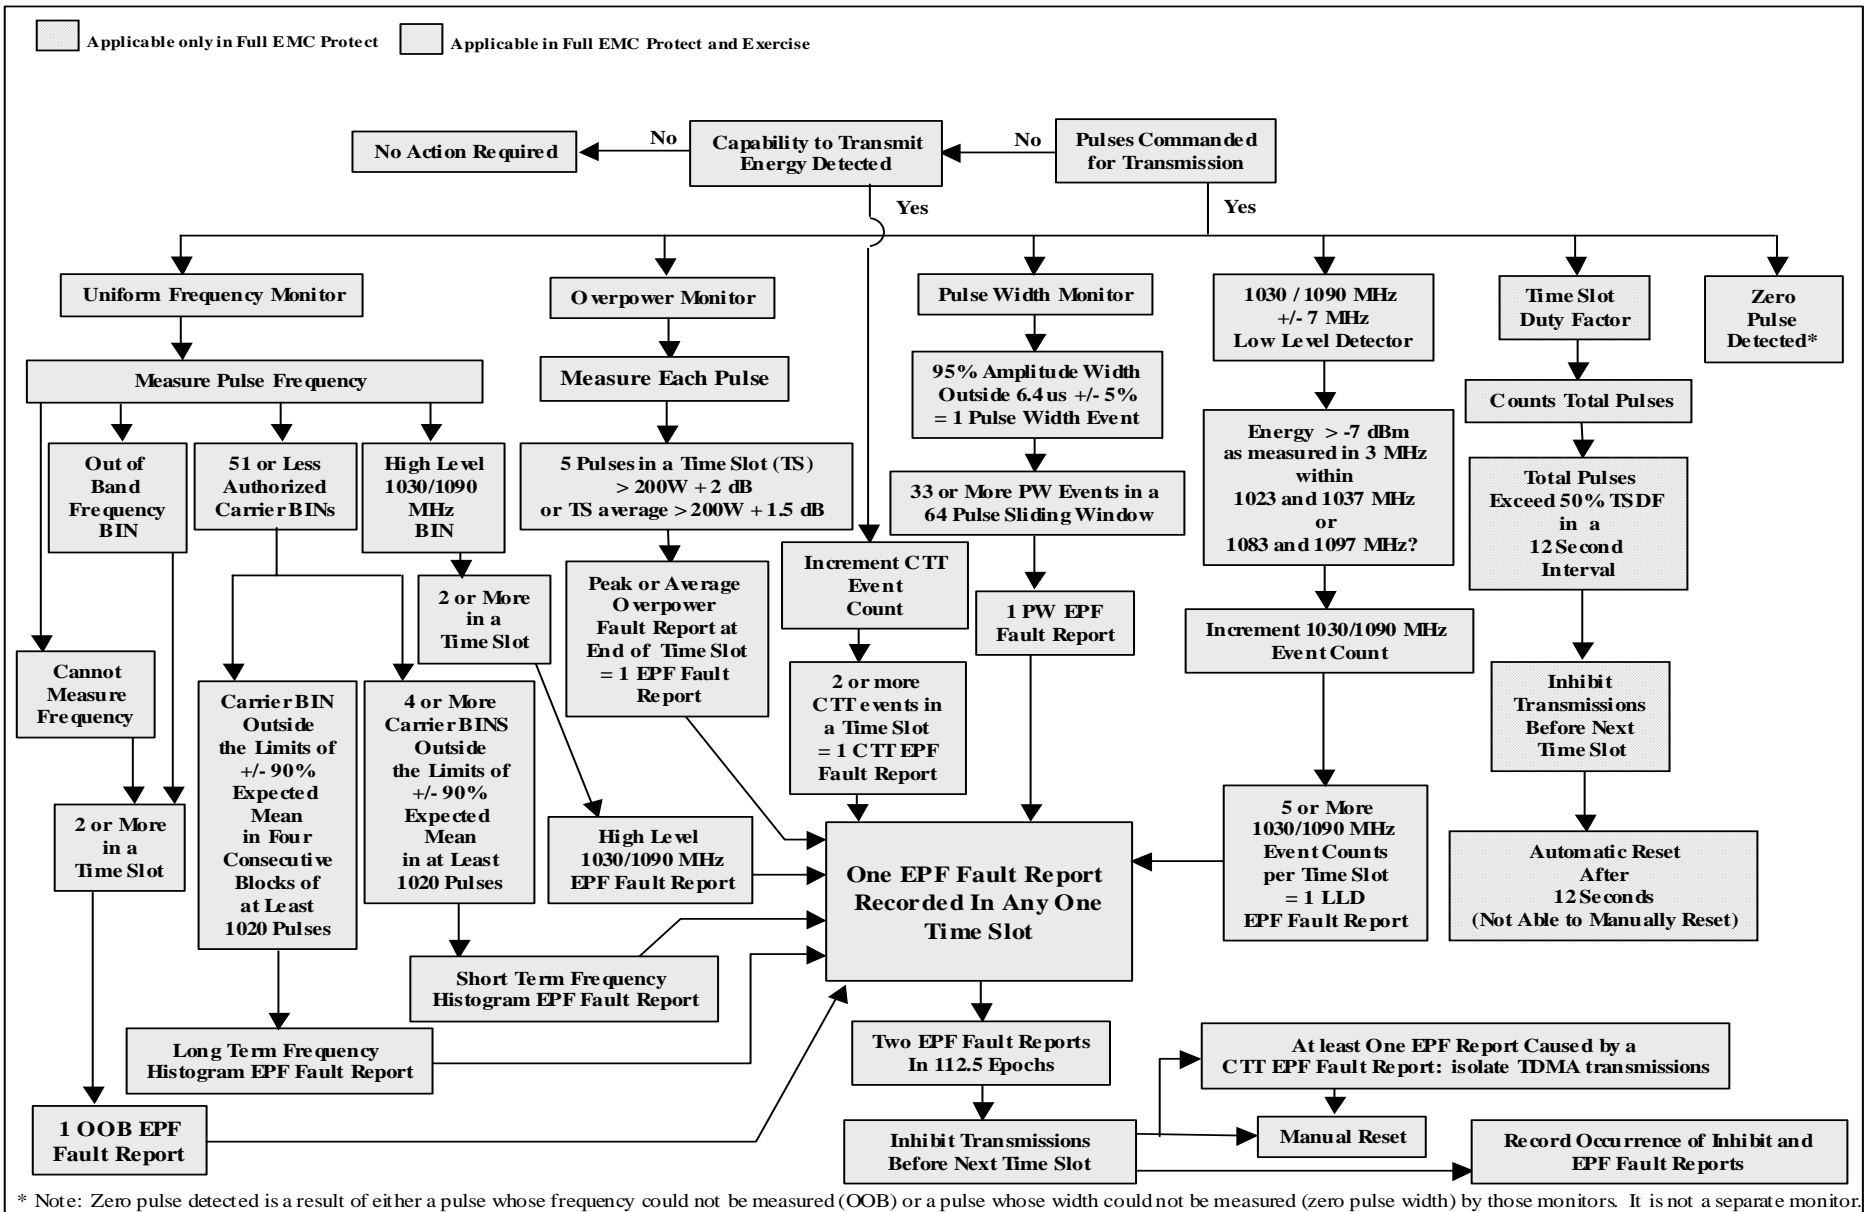 Applicable only in Full EMC Protect
Applicable in Full EMC Protect and Exercise
No Action Required
No
Capability to Transmit
Energy Detected
No
Pulses Commanded
for Transmission
Yes
Yes
Uniform Frequency Monitor
Overpower Monitor
Pulse Width Monitor
1030 / 1090 MHz
+/- 7 MHz
Low Level Detector
Time Slot
Duty Factor
Zero
Pulse
Detected*
Measure Pulse Frequency
Measure Each Pulse
95% Amplitude Width
Outside 6.4us +/- 5%
= 1 Pulse Width Event
Counts Total Pulses
Out of
Band
Frequency
BIN
51 or Less
Authorized
Carrier BINs
High Level
1030/1090
MHz
BIN
5 Pulses in a Time Slot (TS)
> 200W + 2 dB
or TS average > 200W + 1.5 dB
33 or More PW Events in a
64 Pulse Sliding Window
Energy > -7 dBm
as measured in 3 MHz
within
1023 and 1037 MHz
or
1083 and 1097 MHz?
Total Pulses
Exceed 50% TSDF
in a
12 Second
Interval
2 or More
in a
Time Slot
Peak or Average
Overpower
Fault Report at
End of Time Slot
= 1 EPF Fault
Report
Increment CTT
Event
Count
1 PW EPF
Fault Report
Increment 1030/1090 MHz
Event Count
Cannot
Measure
Frequency
Carrier BIN
Outside
the Limits of
+/- 90%
Expected
Mean
in Four
Consecutive
Blocks of
at Least
1020 Pulses
4 or More
Carrier BINS
Outside
the Limits of
+/- 90%
Expected
Mean
in at Least
1020 Pulses
2 or more
CTT events in
a Time Slot
= 1 CTT EPF
Fault Report
Inhibit
Transmissions
Before Next
Time Slot
2 or More
in a
Time Slot
High Level
1030/1090 MHz
EPF Fault Report
One EPF Fault Report
Recorded In Any One
Time Slot
5 or More
1030/1090 MHz
Event Counts
per Time Slot
= 1 LLD
EPF Fault Report
Automatic Reset
After
12 Seconds
(Not Able to Manually Reset)
Short Term Frequency
Histogram EPF Fault Report
Long Term Frequency
Histogram EPF Fault Report
Two EPF Fault Reports
In 112.5 Epochs
At least One EPF Report Caused by a
CTT EPF Fault Report: isolate TDMA transmissions
1 OOB EPF
Fault Report
Inhibit Transmissions
Before Next Time Slot
Manual Reset
Record Occurrence of Inhibit and
EPF Fault Reports
* Note: Zero pulse detected is a result of either a pulse whose frequency could not be measured (OOB) or a pulse whose width could not be measured (zero pulse width) by those monitors. It is not a separate monitor.